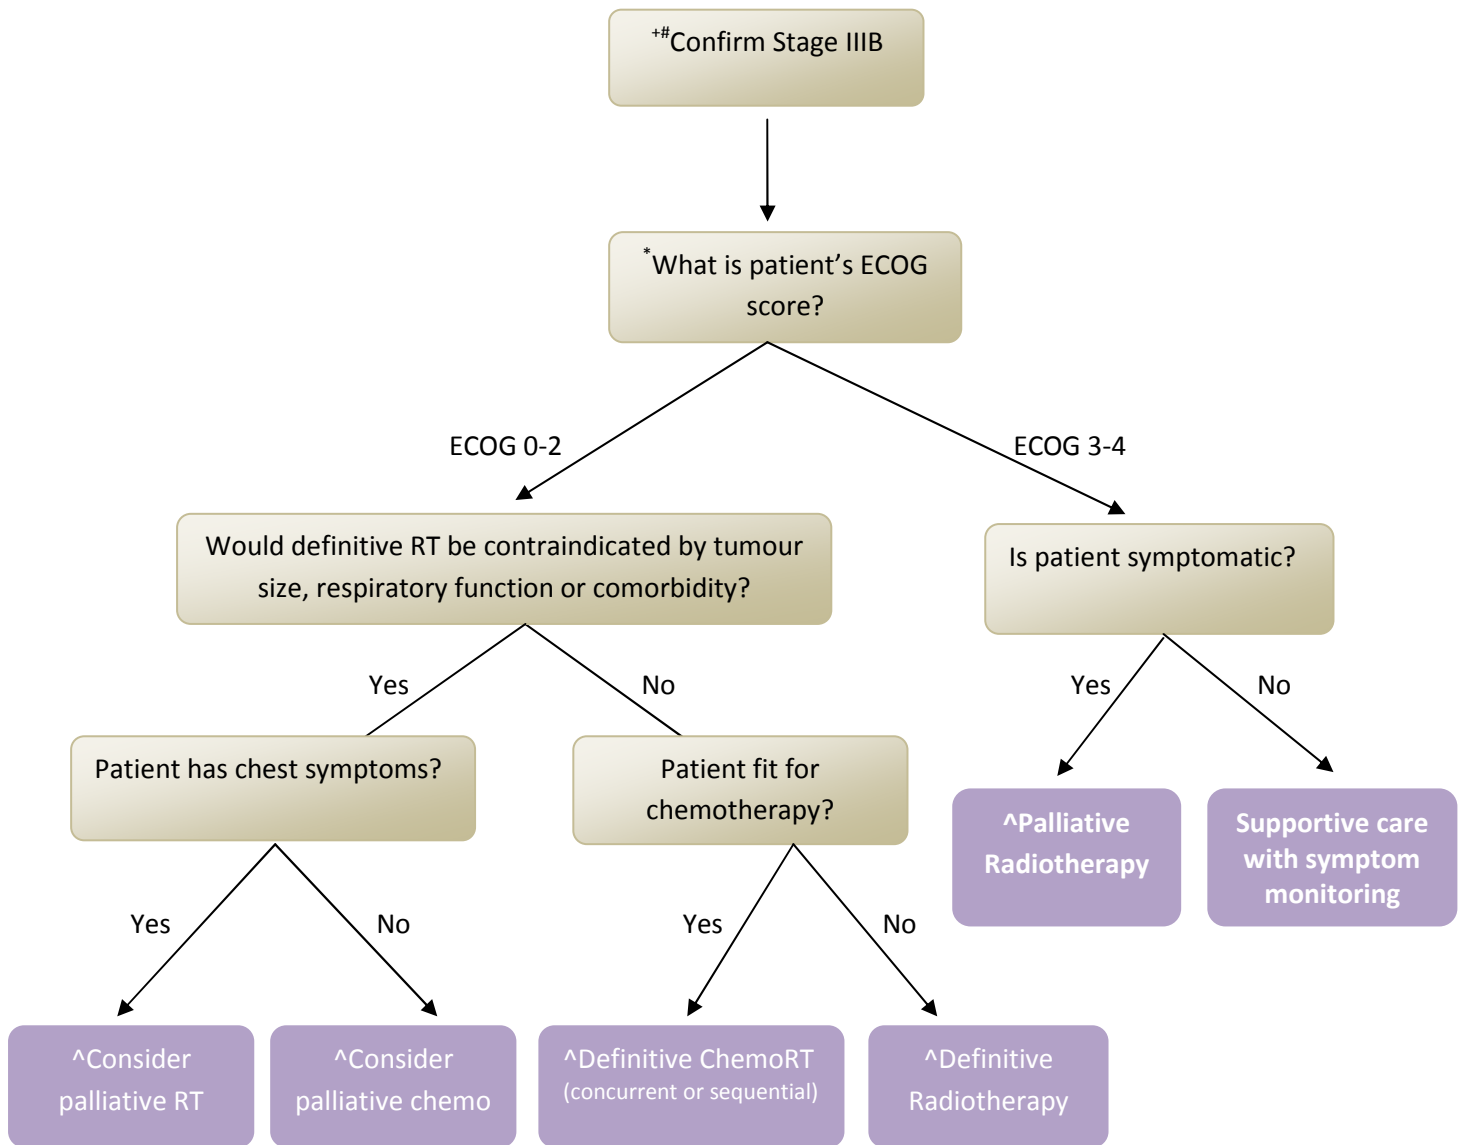 +#Confirm Stage IIIB
*What is patient’s ECOG
score?
ECOG 0-2
ECOG 3-4
Would definitive RT be contraindicated by tumour
size, respiratory function or comorbidity?
Is patient symptomatic?
Yes
No
Yes
No
Patient has chest symptoms?
Patient fit for
chemotherapy?
^Palliative
Radiotherapy
Supportive care
with symptom
monitoring
Yes
No
Yes
No
^Consider
palliative RT
^Consider
palliative chemo
^Definitive ChemoRT
(concurrent or sequential)
^Definitive
Radiotherapy